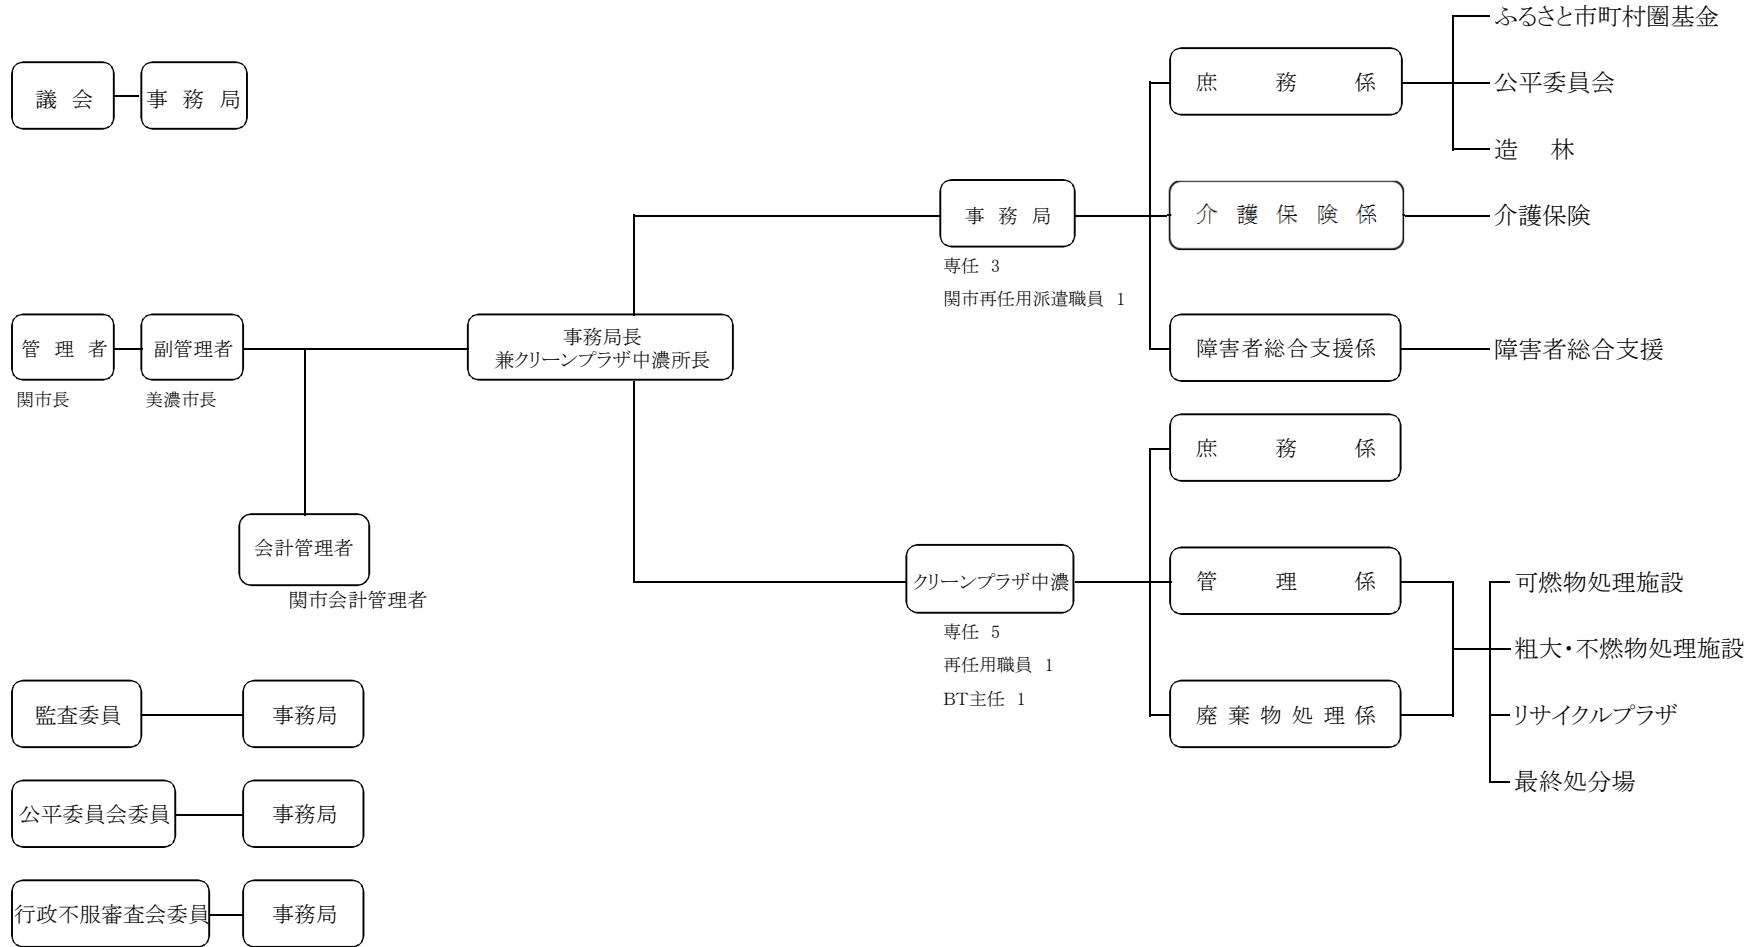 ふるさと市町村圏基金
議 会
事 務 局
庶 務 係
公平委員会
造 林
事 務 局
介 護 保 険 係
介護保険
専任 3
関市再任用派遣職員 1
管 理 者
副管理者
事務局長
兼クリーンプラザ中濃所長
障害者総合支援係
障害者総合支援
関市長
美濃市長
庶 務 係
会計管理者
関市会計管理者
クリーンプラザ中濃
管 理 係
可燃物処理施設
専任 5
再任用職員 1
BT主任 1
粗大・不燃物処理施設
監査委員
事務局
廃 棄 物 処 理 係
リサイクルプラザ
最終処分場
公平委員会委員
事務局
行政不服審査会委員
事務局